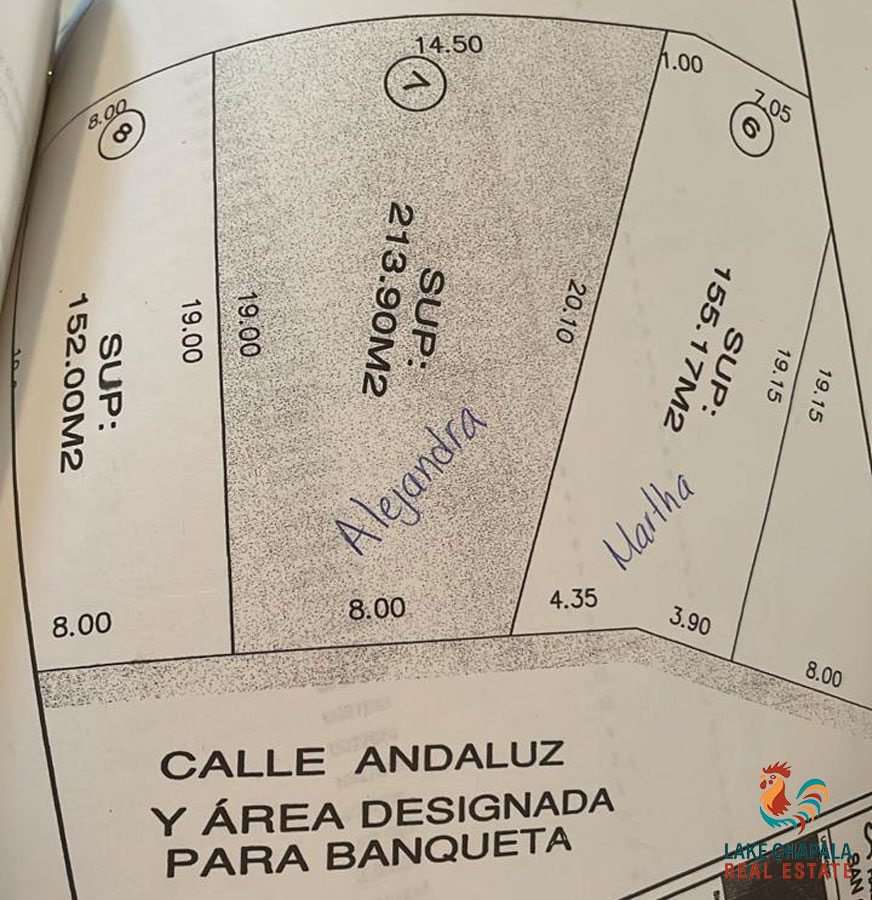 14.50
1.00
7.05
8.00
8
7
6
SUP:
213.90M2
SUP:
155.17M2
SUP:
152.00M2
19.00
19.00
20.10
19.15
19.15
Alejandra
Martha
8.00
8.00
4.35
3.90
8.00
CALLE ANDALUZ
Y ÁREA DESIGNADA
PARA BANQUETA
LAKE CHAPALA
REAL ESTATE